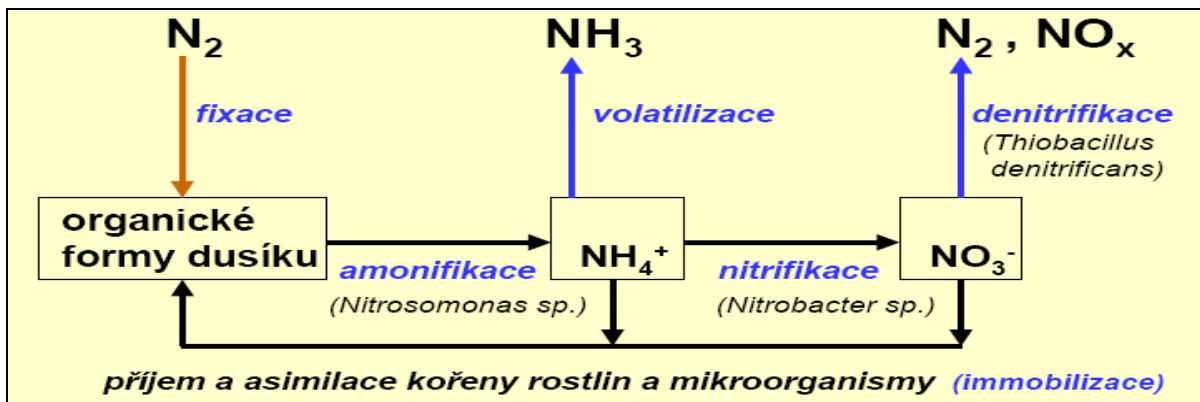 N₂ NH₃ N₂ , NOₓ
fixace volatilizace denitrifikace
(Thiobacillus
denitrificans)
organické
formy dusíku NH₄⁺ NO₃⁻
amonifikace nitrifikace
(Nitrosomonas sp.) (Nitrobacter sp.)
příjem a asimilace kořeny rostlin a mikroorganismy (immobilizace)